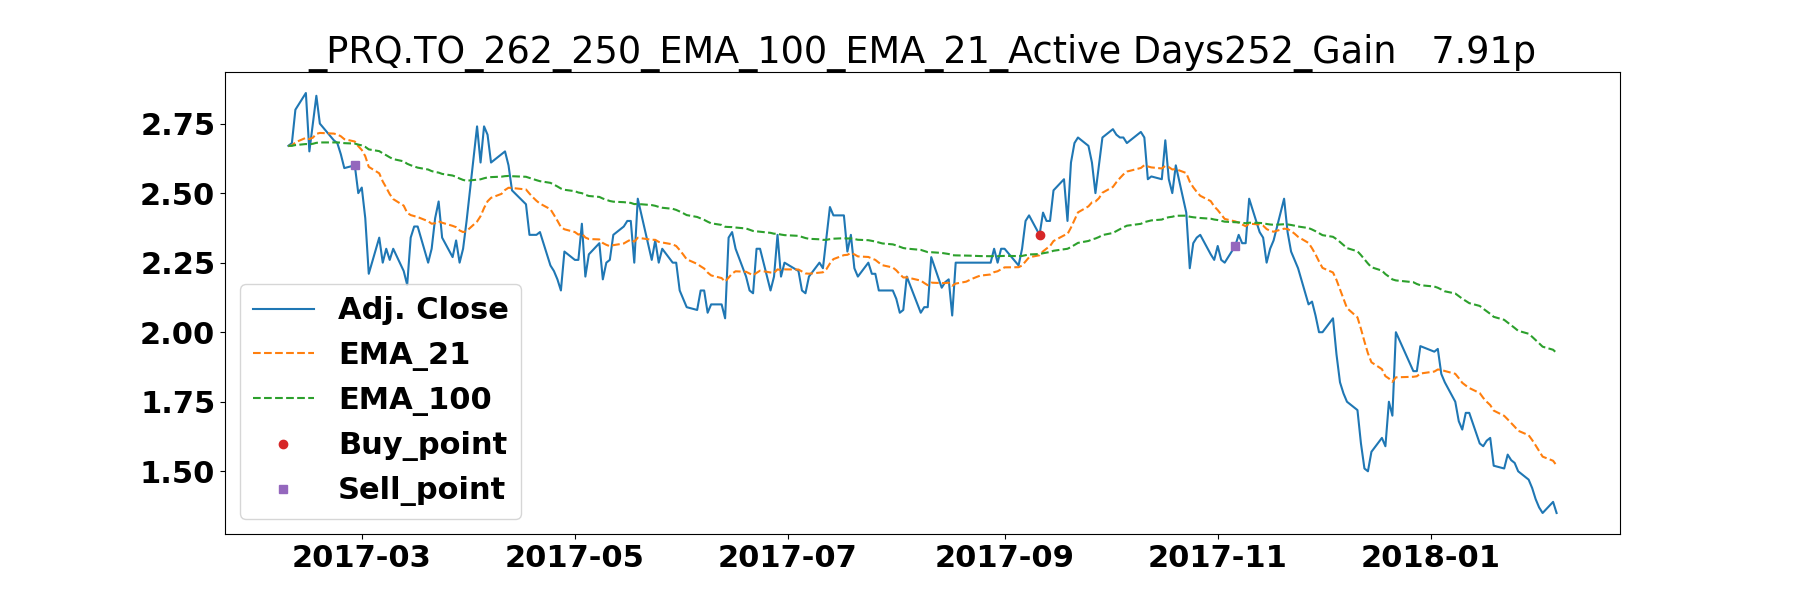 _PRQ.TO_262_250_EMA_100_EMA_21_Active Days252_Gain   7.91p
2.75
2.50
2.25
2.00
1.75
1.50
Adj. Close
EMA_21
EMA_100
Buy_point
Sell_point
2017-03 2017-05 2017-07 2017-09 2017-11 2018-01